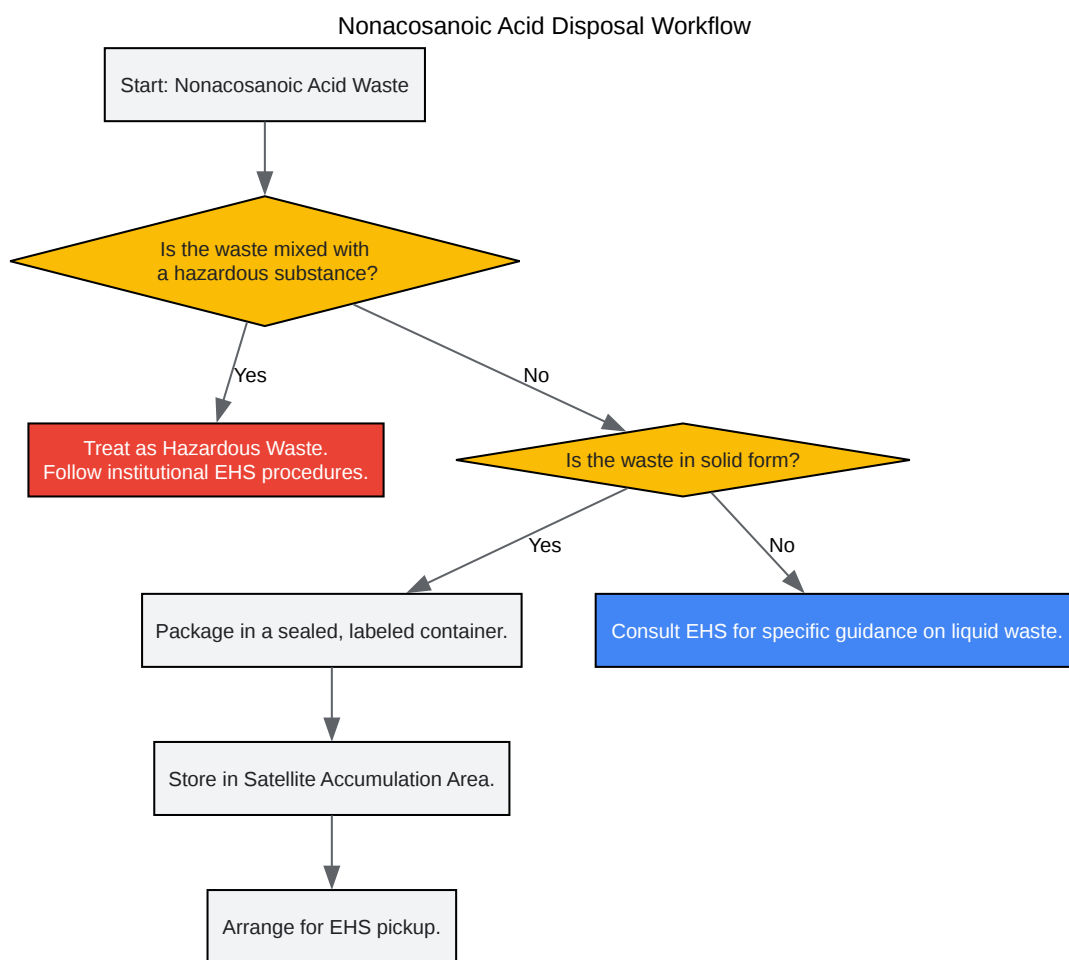 Nonacosanoic Acid Disposal Workflow
Start: Nonacosanoic Acid Waste
Is the waste mixed with
a hazardous substance?
Yes
No
Treat as Hazardous Waste.
Follow institutional EHS procedures.
Is the waste in solid form?
Yes
No
Package in a sealed, labeled container.
Consult EHS for specific guidance on liquid waste.
Store in Satellite Accumulation Area.
Arrange for EHS pickup.